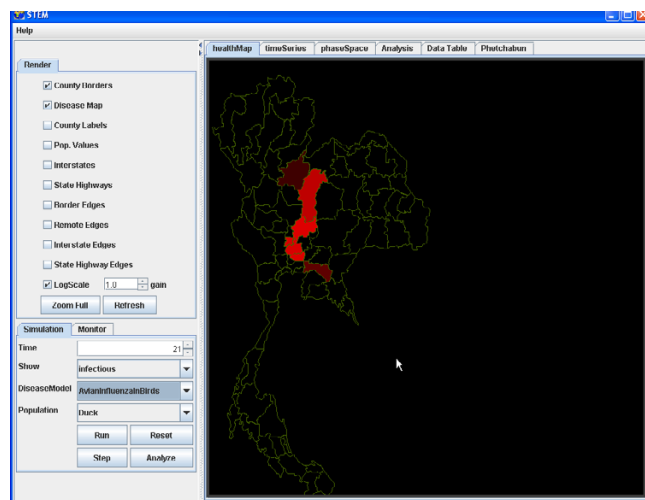 STEM
Help
healthMap timeSeries phaseSpace Analysis Data Table Phetchabun
Render
County Borders
Disease Map
County Labels
Pop. Values
Interstates
State Highways
Border Edges
Remote Edges
Interstate Edges
State Highway Edges
LogScale 1.0 gain
Zoom Full Refresh
Simulation Monitor
Time 21
Show infectious
DiseaseModel AvianInfluenzaInBirds
Population Duck
Run Reset
Step Analyze